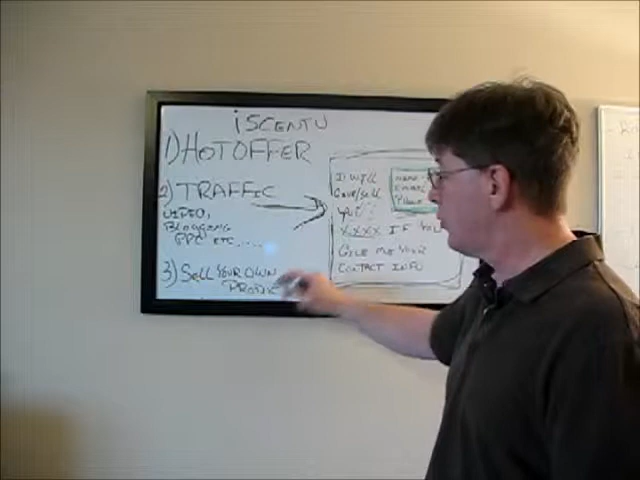 iSCENTU
1) HOT OFFER
2) TRAFFIC
VIDEO,
BLOGGING
PPC ETC....
3) SELL YOUR OWN
I WILL
GIVE/SELL
YOU
XXXX IF YOU
GIVE ME YOUR
CONTACT INFO
NAME
EMAIL
PHONE